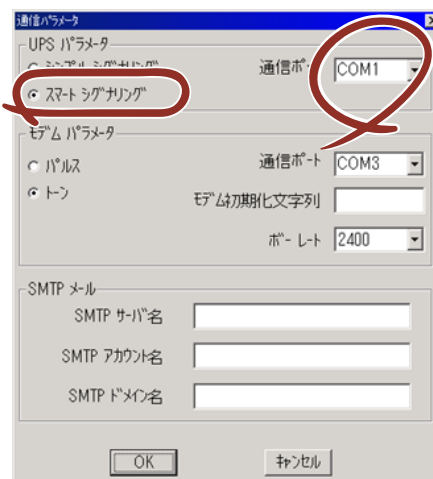 通信パラメータ
UPS パラメータ
シンプル シグナリング
通信ポート
COM1
スマート シグナリング
モデム パラメータ
パルス
通信ポート
COM3
トーン
モデム初期化文字列
ボー レート
2400
SMTP メール
SMTP サーバ名
SMTP アカウント名
SMTP ドメイン名
OK
キャンセル